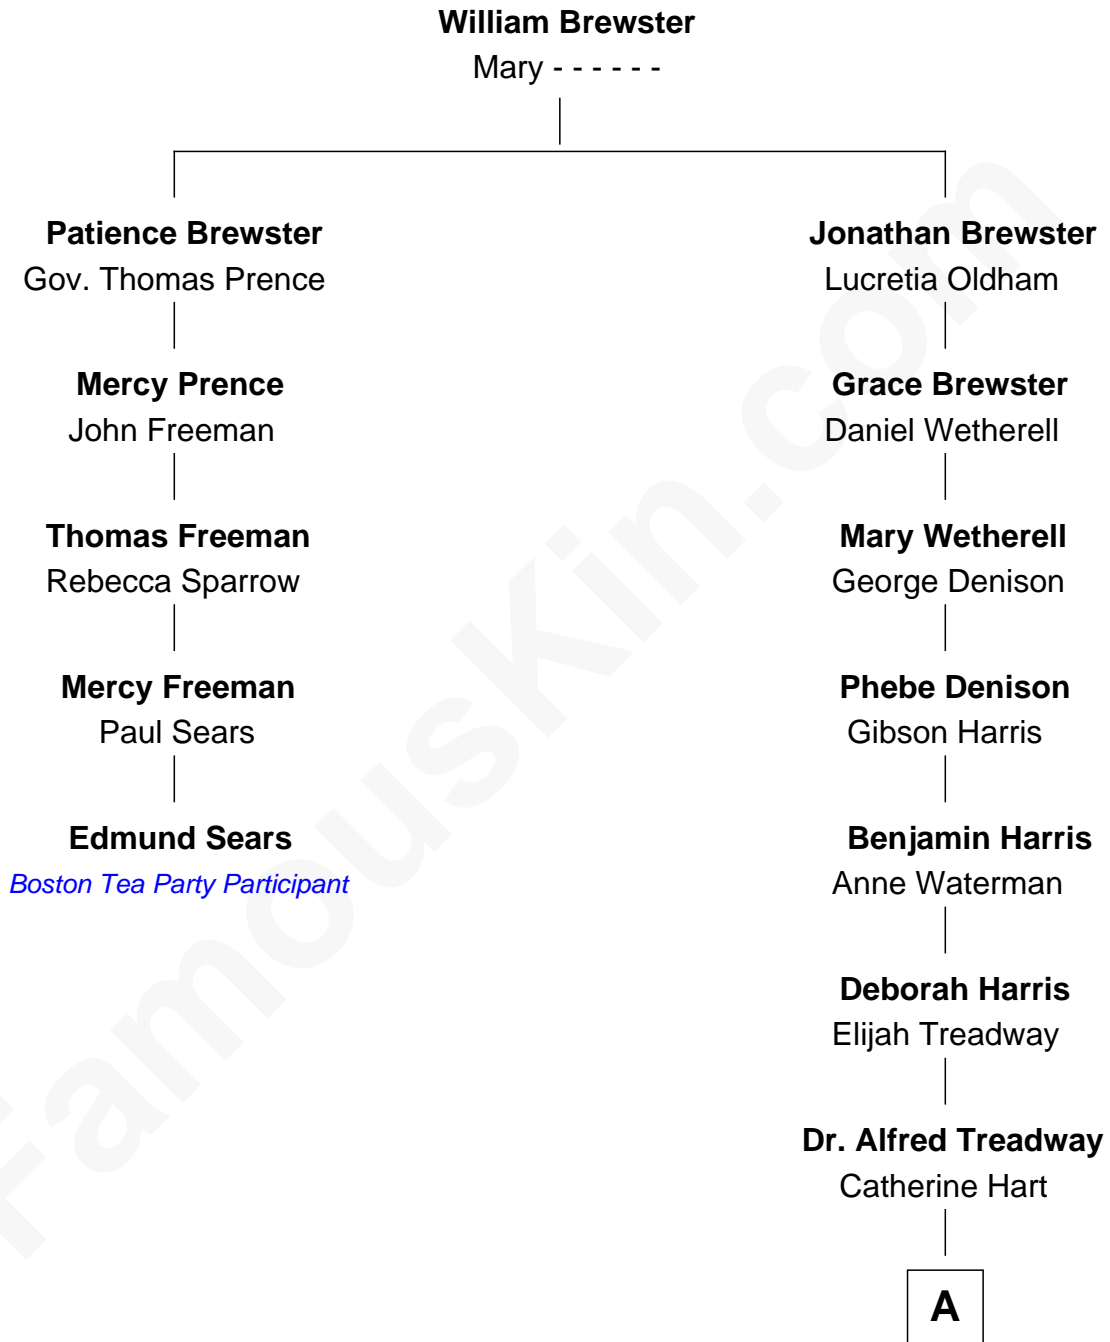 William Brewster
Mary - - - - - -
Patience Brewster
Gov. Thomas Prence
Jonathan Brewster
Lucretia Oldham
Mercy Prence
John Freeman
Grace Brewster
Daniel Wetherell
Thomas Freeman
Rebecca Sparrow
Mary Wetherell
George Denison
Mercy Freeman
Paul Sears
Phebe Denison
Gibson Harris
Edmund Sears
Boston Tea Party Participant
Benjamin Harris
Anne Waterman
Deborah Harris
Elijah Treadway
Dr. Alfred Treadway
Catherine Hart
A
FamousKin.com